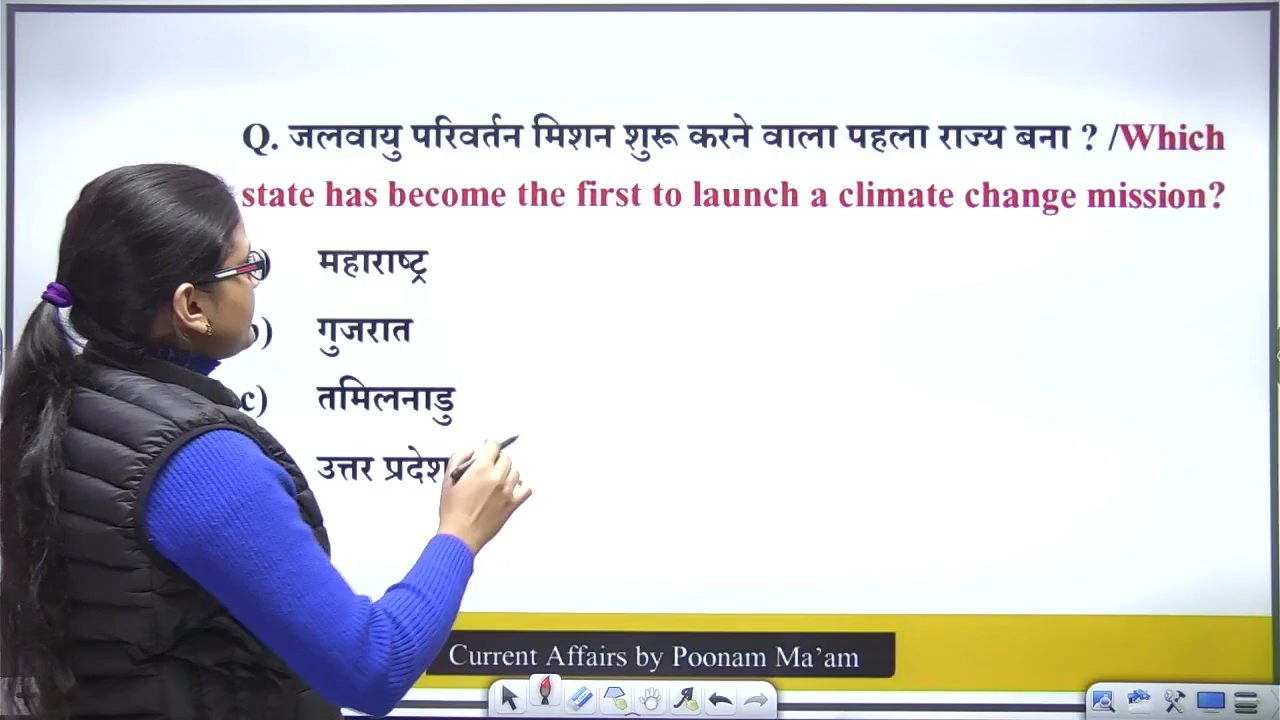 Q. जलवायु परिवर्तन मिशन शुरू करने वाला पहला राज्य बना ? /Which
state has become the first to launch a climate change mission?
महाराष्ट्र
गुजरात
c) तमिलनाडु
उत्तर प्रदेश
Current Affairs by Poonam Ma’am